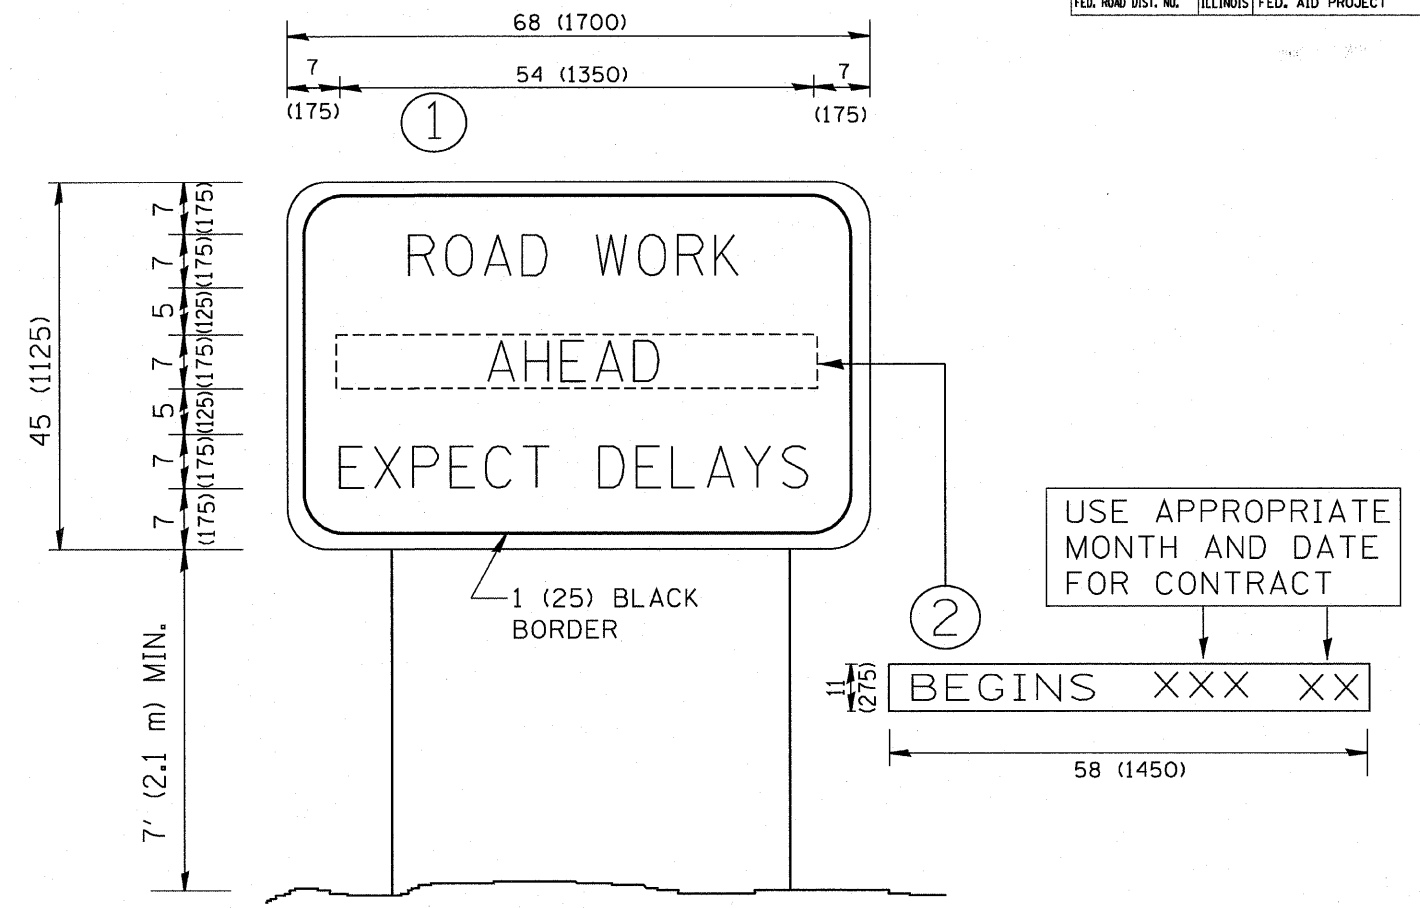 FED. ROAD DIST. NO. ILLINOIS FED. AID PROJECT
68 (1700)
7 54 (1350) 7
(175) (175)
1
45 (1125)
7 (175)
7 (175)
5 (125)
7 (175)
5 (125)
7 (175)
7 (175)
ROAD WORK
AHEAD
EXPECT DELAYS
1 (25) BLACK
BORDER
7' (2.1 m) MIN.
USE APPROPRIATE
MONTH AND DATE
FOR CONTRACT
2
11
(275)
BEGINS XXX XX
58 (1450)